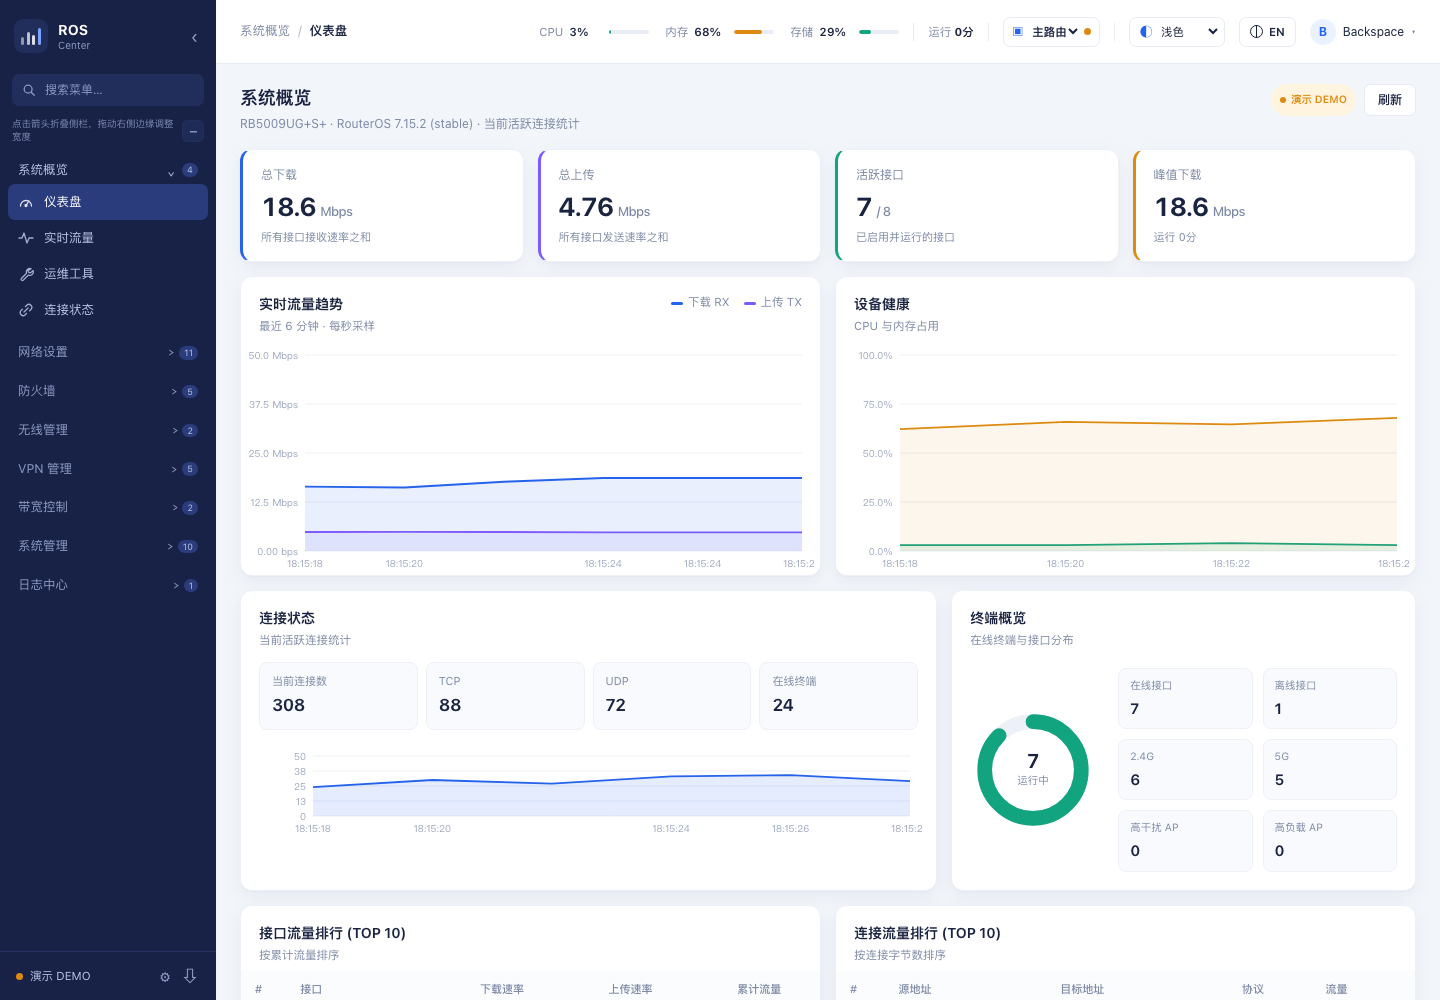 ROS
Center
搜索菜单...
点击箭头折叠侧栏，拖动右侧边缘调整宽度
系统概览 4
仪表盘
实时流量
运维工具
连接状态
网络设置 > 11
防火墙 > 5
无线管理 > 2
VPN 管理 > 5
带宽控制 > 2
系统管理 > 10
日志中心 > 1
演示 DEMO
系统概览 / 仪表盘
CPU 3% 内存 68% 存储 29% 运行 0分 主路由 浅色 EN B Backspace
系统概览
RB5009UG+S+ · RouterOS 7.15.2 (stable) · 当前活跃连接统计
演示 DEMO 刷新
总下载
18.6 Mbps
所有接口接收速率之和
总上传
4.76 Mbps
所有接口发送速率之和
活跃接口
7 / 8
已启用并运行的接口
峰值下载
18.6 Mbps
运行 0分
实时流量趋势
最近 6 分钟 · 每秒采样
下载 RX 上传 TX
50.0 Mbps
37.5 Mbps
25.0 Mbps
12.5 Mbps
0.00 bps
18:15:18 18:15:20 18:15:24 18:15:24 18:15:2
设备健康
CPU 与内存占用
100.0%
75.0%
50.0%
25.0%
0.0%
18:15:18 18:15:20 18:15:22 18:15:2
连接状态
当前活跃连接统计
当前连接数
308
TCP
88
UDP
72
在线终端
24
50
38
25
13
0
18:15:18 18:15:20 18:15:24 18:15:26 18:15:2
终端概览
在线终端与接口分布
7
运行中
在线接口
7
离线接口
1
2.4G
6
5G
5
高干扰 AP
0
高负载 AP
0
接口流量排行 (TOP 10)
按累计流量排序
# 接口 下载速率 上传速率 累计流量
连接流量排行 (TOP 10)
按连接字节数排序
# 源地址 目标地址 协议 流量